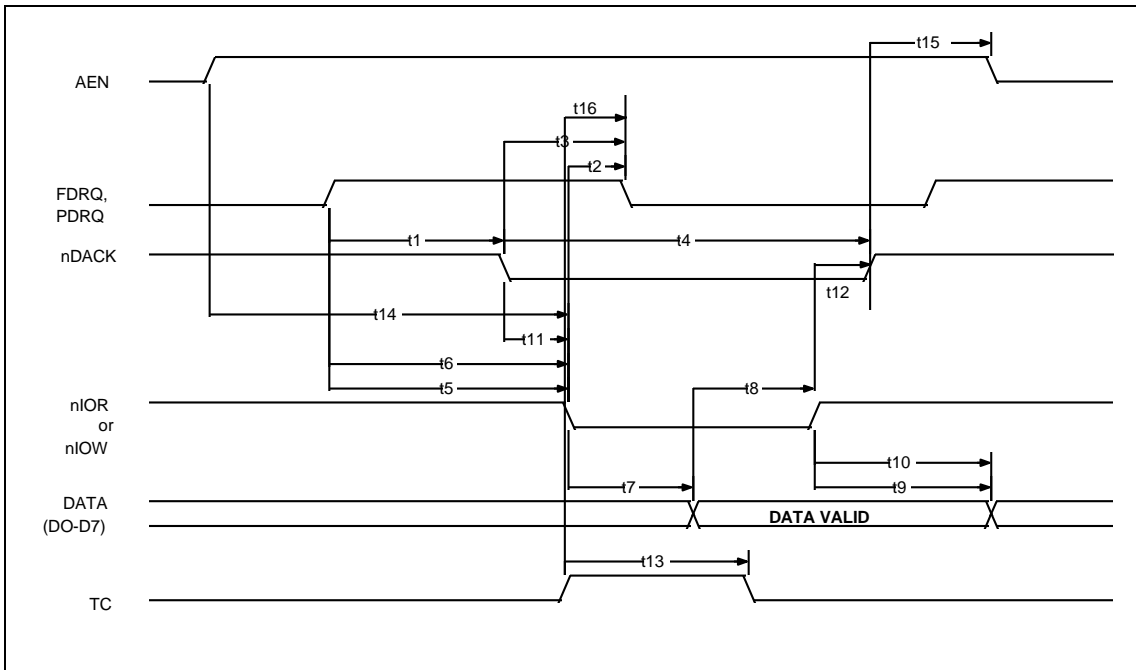 t15
AEN
t16
t3
t2
FDRQ,
PDRQ
t1
t4
nDACK
t12
t14
t11
t6
t5
t8
nIOR
or
nIOW
t10
t7
t9
DATA
(DO-D7)
DATA VALID
t13
TC